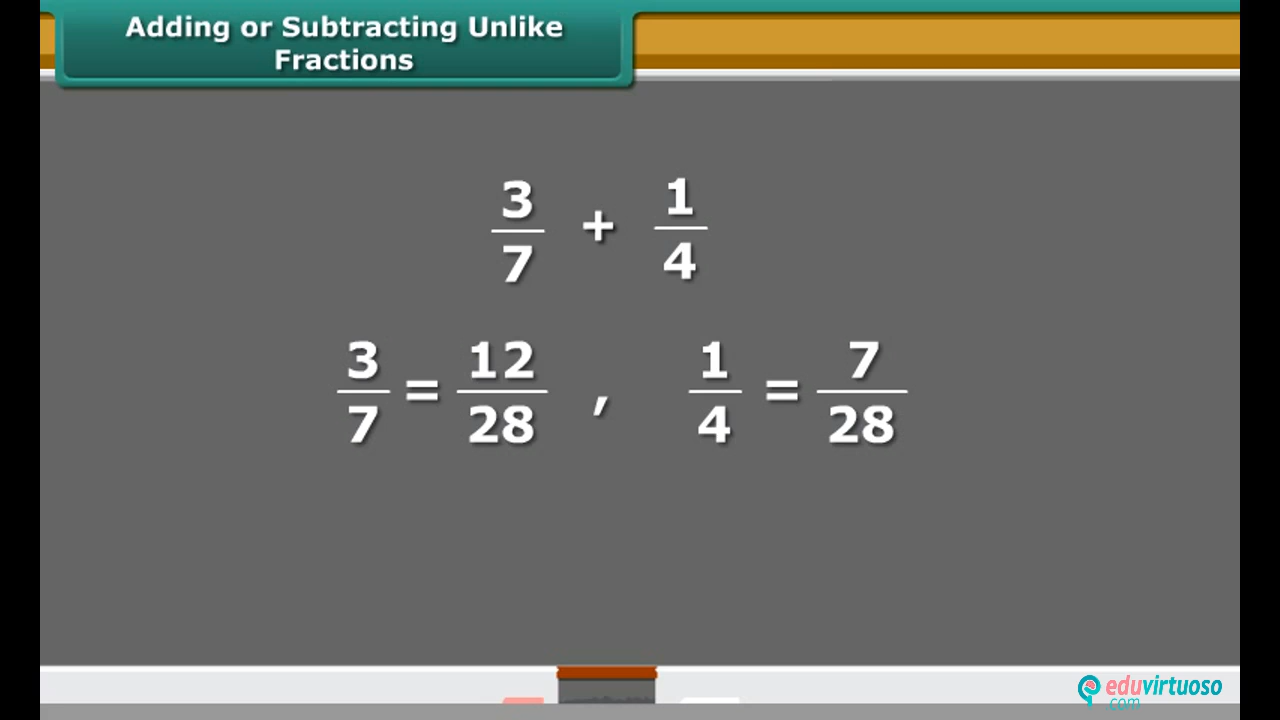 Adding or Subtracting Unlike
Fractions
3/7 + 1/4
3/7 = 12/28 , 1/4 = 7/28
eduvirtuoso
com